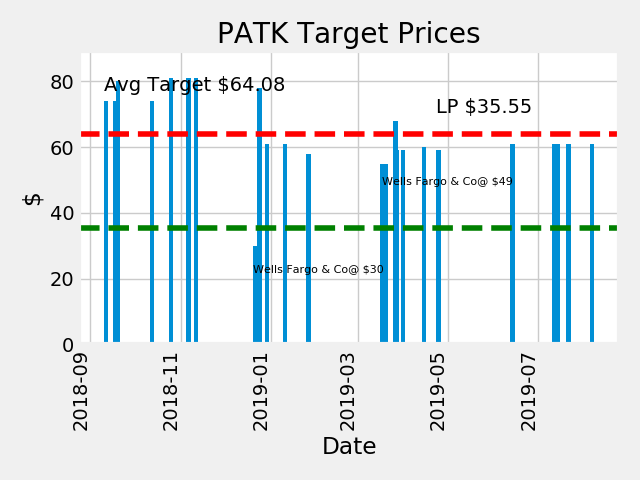 PATK Target Prices
Avg Target $64.08
LP $35.55
Wells Fargo & Co@ $49
Wells Fargo & Co@ $30
$
80
60
40
20
0
2018-09
2018-11
2019-01
2019-03
2019-05
2019-07
Date